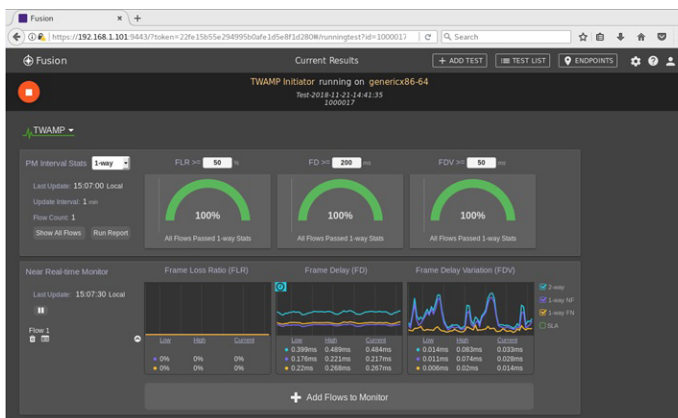 Fusion
https://192.168.1.101:9443/?token=22fe15b55e294995b0afe1d5e8f1d280#/runningtest?id=1000017
Search
Fusion
Current Results
+ ADD TEST
TEST LIST
ENDPOINTS
TWAMP Initiator running on genericx86-64
Test-2018-11-21-14:41:35
1000017
TWAMP
PM Interval Stats 1-way
FLR >= 50 %
FD >= 200 ms
FDV >= 50 ms
Last Update: 15:07:00 Local
Update Interval: 1 min
Flow Count: 1
Show All Flows Run Report
100%
All Flows Passed 1-way Stats
100%
All Flows Passed 1-way Stats
100%
All Flows Passed 1-way Stats
Near Real-time Monitor
Last Update: 15:07:30 Local
Flow 1
Frame Loss Ratio (FLR)
Low High Current
0% 0% 0%
0% 0% 0%
Frame Delay (FD)
Low High Current
0.399ms 0.489ms 0.484ms
0.176ms 0.221ms 0.217ms
0.22ms 0.268ms 0.267ms
Frame Delay Variation (FDV)
Low High Current
0.014ms 0.083ms 0.033ms
0.011ms 0.074ms 0.028ms
0.006ms 0.02ms 0.014ms
2-way
1-way NF
1-way FN
SLA
+ Add Flows to Monitor